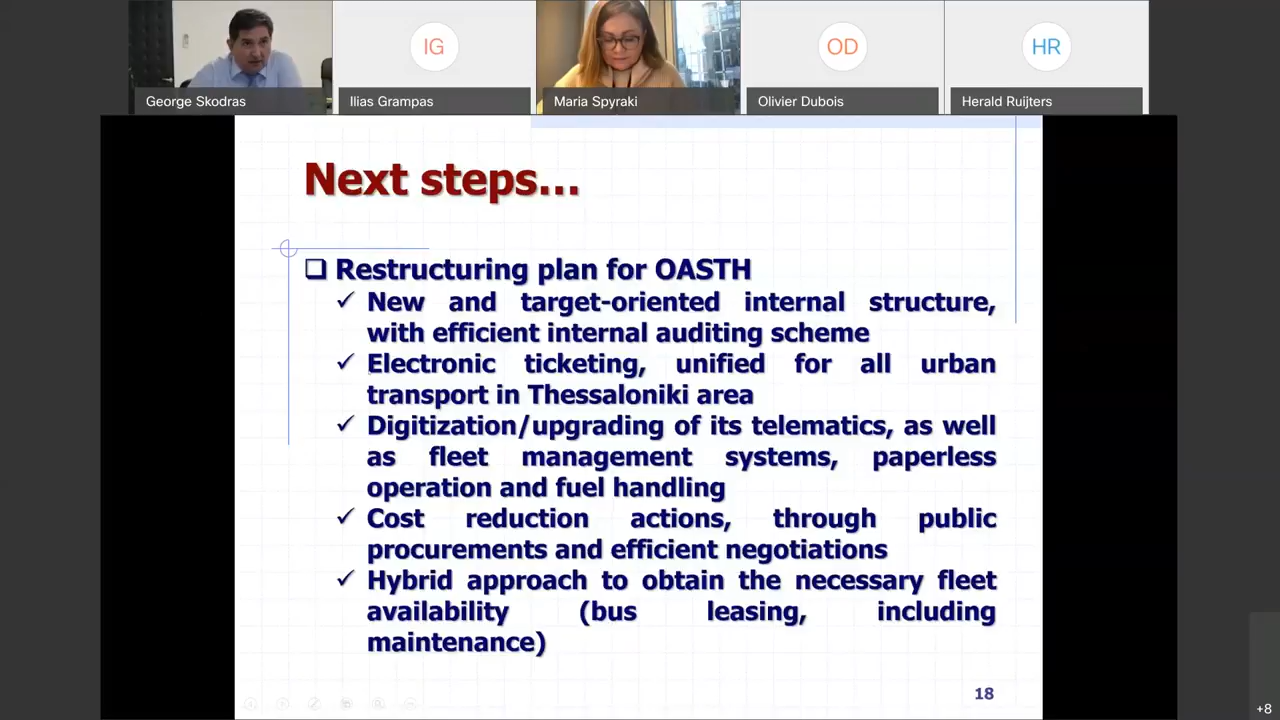 IG
OD
HR
George Skodras
Ilias Grampas
Maria Spyraki
Olivier Dubois
Herald Ruijters
Next steps...
Restructuring plan for OASTH
New and target-oriented internal structure,
with efficient internal auditing scheme
Electronic ticketing, unified for all urban
transport in Thessaloniki area
Digitization/upgrading of its telematics, as well
as fleet management systems, paperless
operation and fuel handling
Cost reduction actions, through public
procurements and efficient negotiations
Hybrid approach to obtain the necessary fleet
availability (bus leasing, including
maintenance)
18
+8